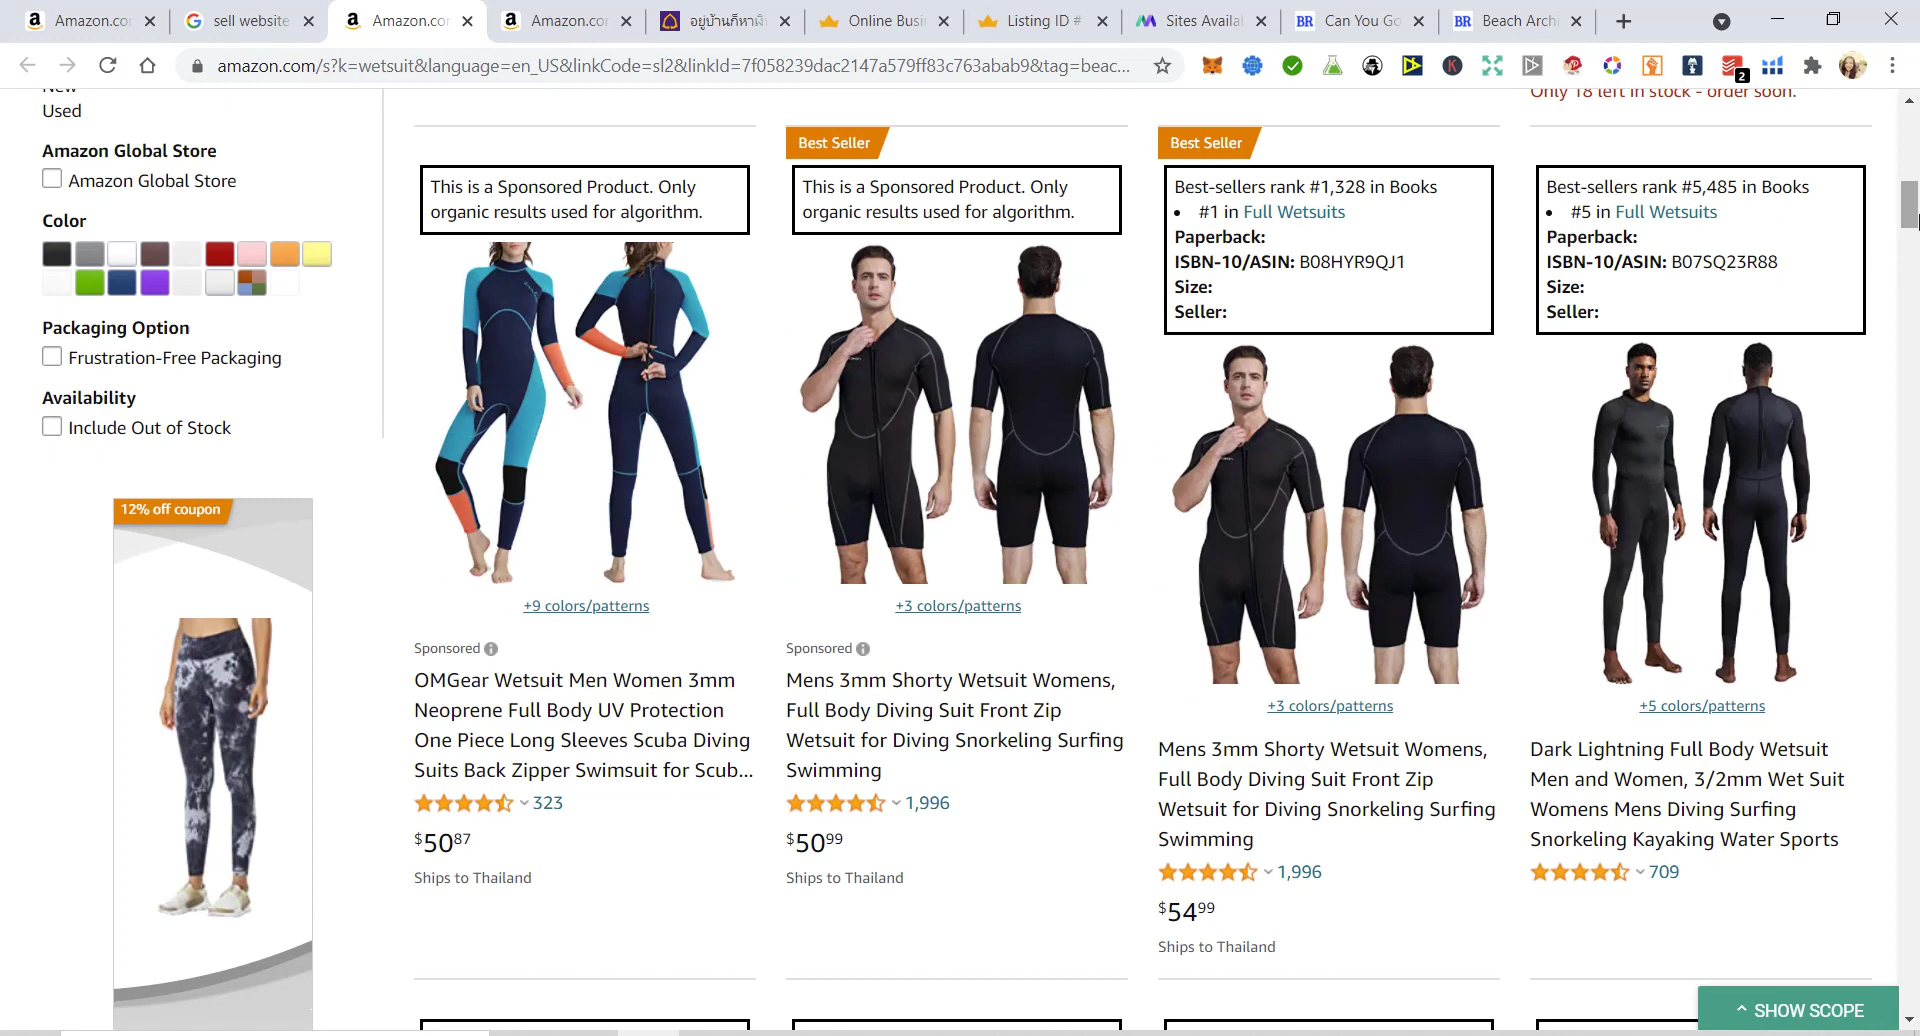 Amazon.co
sell website
Amazon.co
Amazon.co
อยู่บ้านก็หาเงิ
Online Busi
Listing ID #
Sites Availa
BR Can You Go
BR Beach Arch
amazon.com/s?k=wetsuit&language=en_US&linkCode=sl2&linkId=7f058239dac2147a579ff83c763abab9&tag=beac...
2
New
Used
Amazon Global Store
Amazon Global Store
Color
Packaging Option
Frustration-Free Packaging
Availability
Include Out of Stock
12% off coupon
This is a Sponsored Product. Only
organic results used for algorithm.
+9 colors/patterns
Sponsored
OMGear Wetsuit Men Women 3mm
Neoprene Full Body UV Protection
One Piece Long Sleeves Scuba Diving
Suits Back Zipper Swimsuit for Scub...
323
$50 87
Ships to Thailand
Best Seller
This is a Sponsored Product. Only
organic results used for algorithm.
+3 colors/patterns
Sponsored
Mens 3mm Shorty Wetsuit Womens,
Full Body Diving Suit Front Zip
Wetsuit for Diving Snorkeling Surfing
Swimming
1,996
$50 99
Ships to Thailand
Best Seller
Best-sellers rank #1,328 in Books
• #1 in Full Wetsuits
Paperback:
ISBN-10/ASIN: B08HYR9QJ1
Size:
Seller:
+3 colors/patterns
Mens 3mm Shorty Wetsuit Womens,
Full Body Diving Suit Front Zip
Wetsuit for Diving Snorkeling Surfing
Swimming
1,996
$54 99
Ships to Thailand
Only 18 left in stock - order soon.
Best-sellers rank #5,485 in Books
• #5 in Full Wetsuits
Paperback:
ISBN-10/ASIN: B07SQ23R88
Size:
Seller:
+5 colors/patterns
Dark Lightning Full Body Wetsuit
Men and Women, 3/2mm Wet Suit
Womens Mens Diving Surfing
Snorkeling Kayaking Water Sports
709
SHOW SCOPE